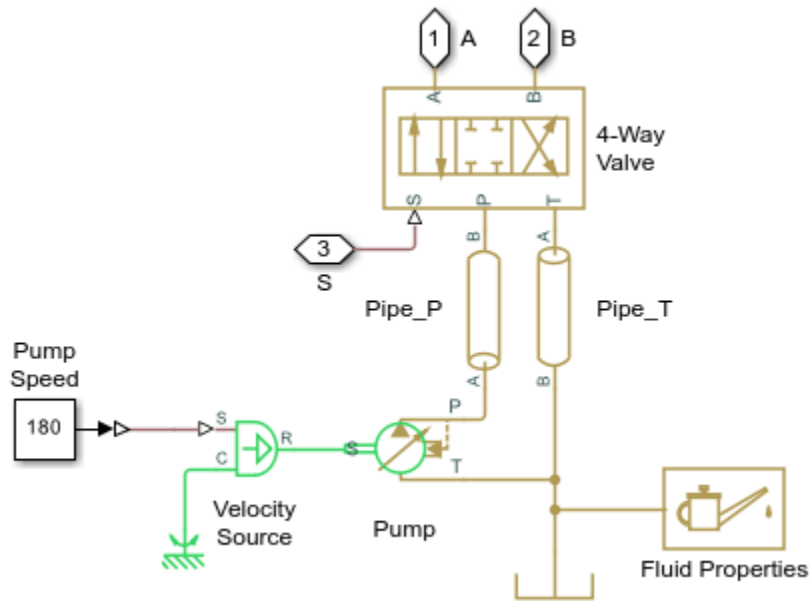 1 A
2 B
A B
4-Way
Valve
S P T
3
S
B A
Pipe_P
Pipe_T
A B
Pump
Speed
180
S
C
R
S
P
T
Velocity
Source
Pump
Fluid Properties